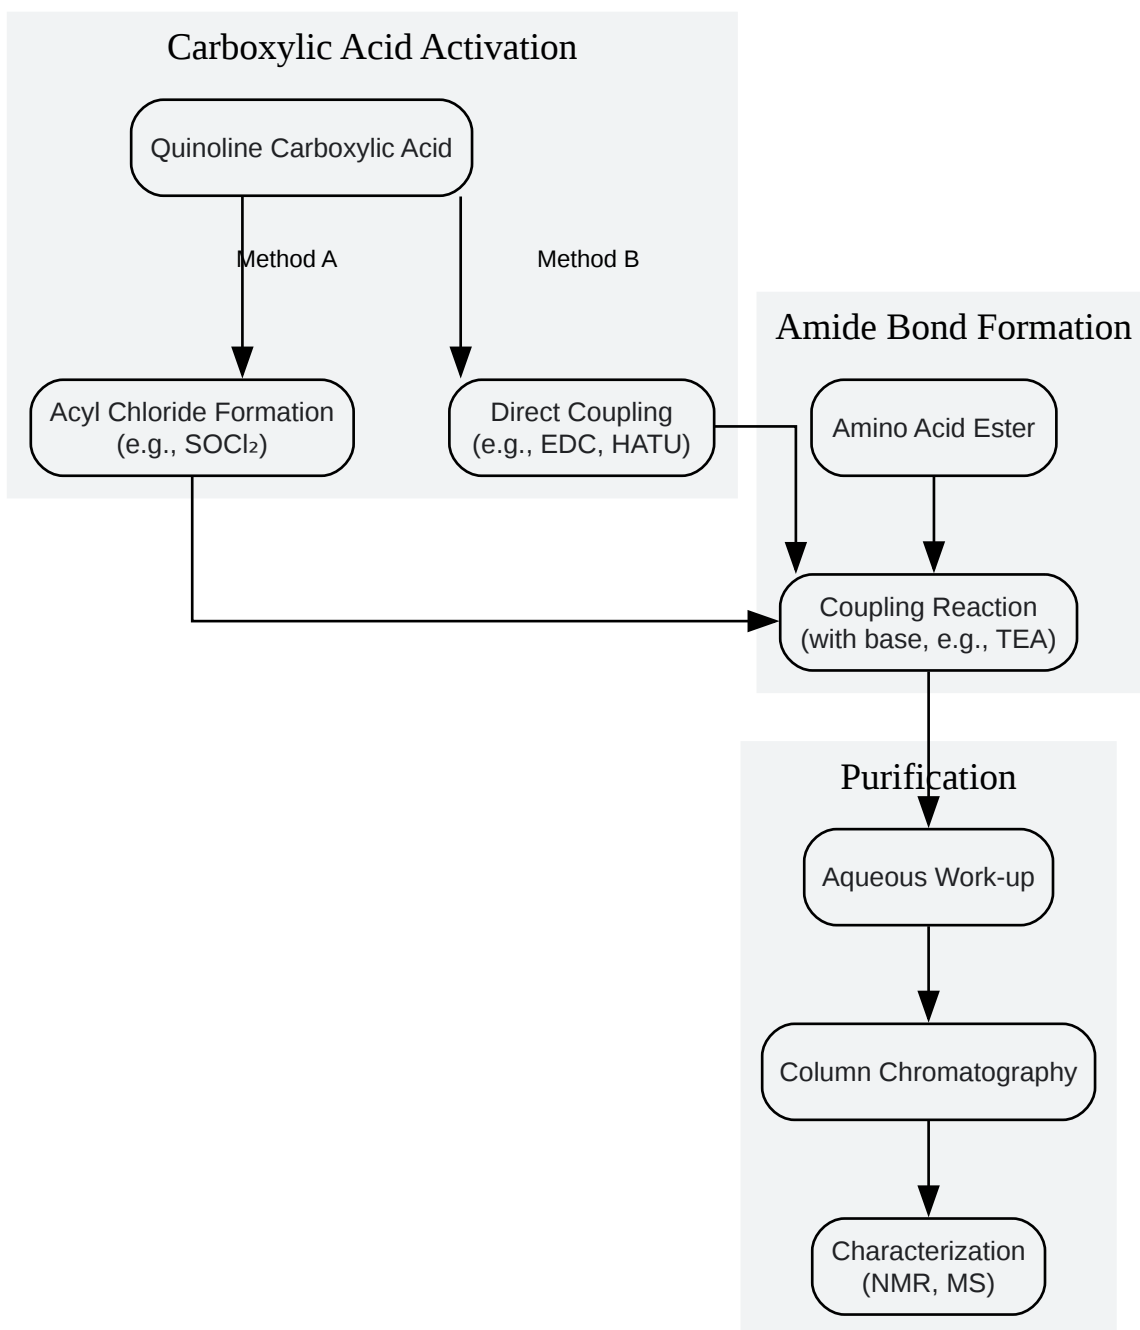 Carboxylic Acid Activation
Quinoline Carboxylic Acid
Method A
Method B
Acyl Chloride Formation
(e.g., SOCl₂)
Direct Coupling
(e.g., EDC, HATU)
Amide Bond Formation
Amino Acid Ester
Coupling Reaction
(with base, e.g., TEA)
Purification
Aqueous Work-up
Column Chromatography
Characterization
(NMR, MS)